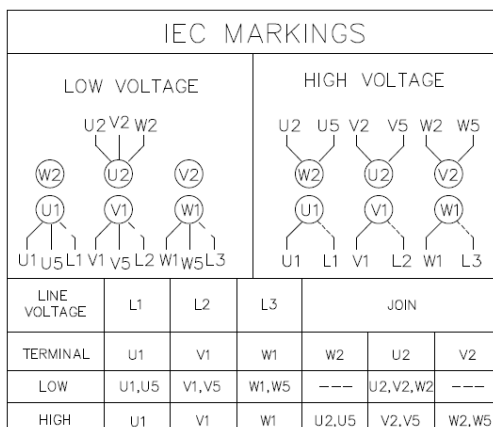 IEC MARKINGS
LOW VOLTAGE
U2 V2 W2
W2 U2 V2
U1 V1 W1
U1 U5 L1 V1 V5 L2 W1 W5 L3
HIGH VOLTAGE
U2 U5 V2 V5 W2 W5
W2 U2 V2
U1 V1 W1
U1 L1 V1 L2 W1 L3
LINE VOLTAGE L1 L2 L3 JOIN
TERMINAL U1 V1 W1 W2 U2 V2
LOW U1,U5 V1,V5 W1,W5 --- U2,V2,W2 ---
HIGH U1 V1 W1 U2,U5 V2,V5 W2,W5